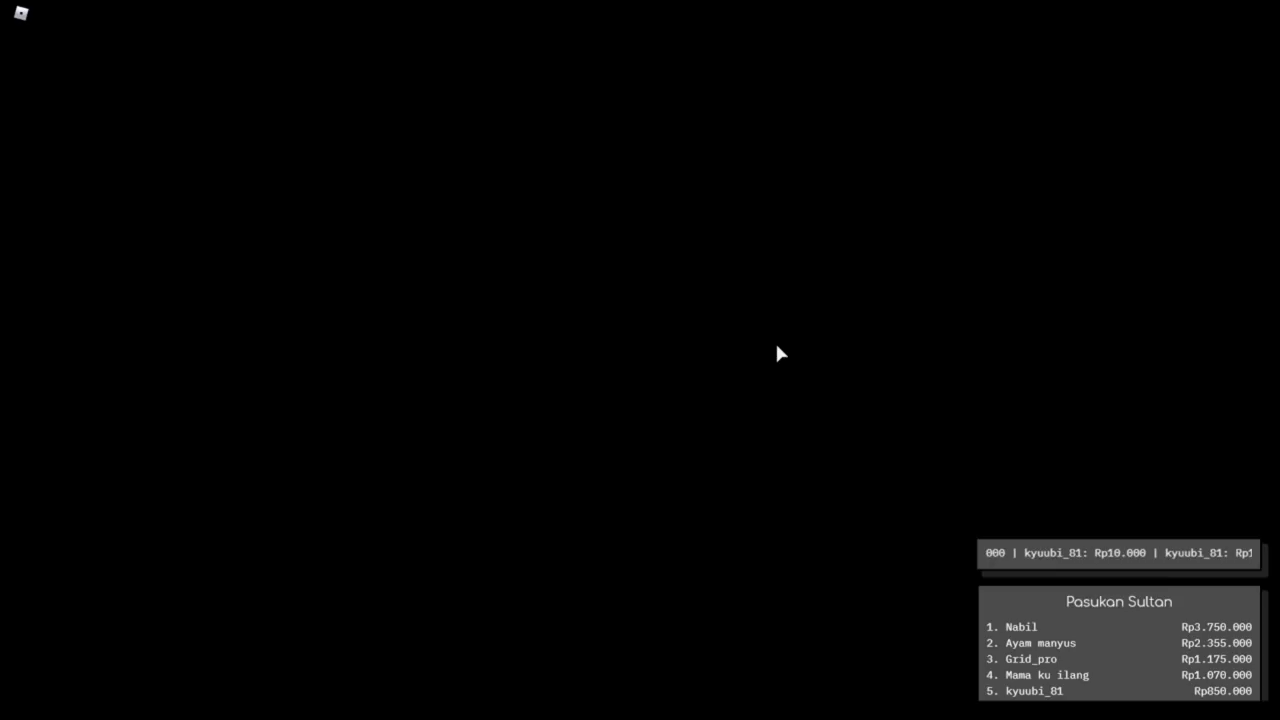 000 | kyuubi_81: Rp10.000 | kyuubi_81: Rp1
Pasukan Sultan
1. Nabil Rp3.750.000
2. Ayam manyus Rp2.355.000
3. Grid_pro Rp1.175.000
4. Mama ku ilang Rp1.070.000
5. kyuubi_81 Rp850.000